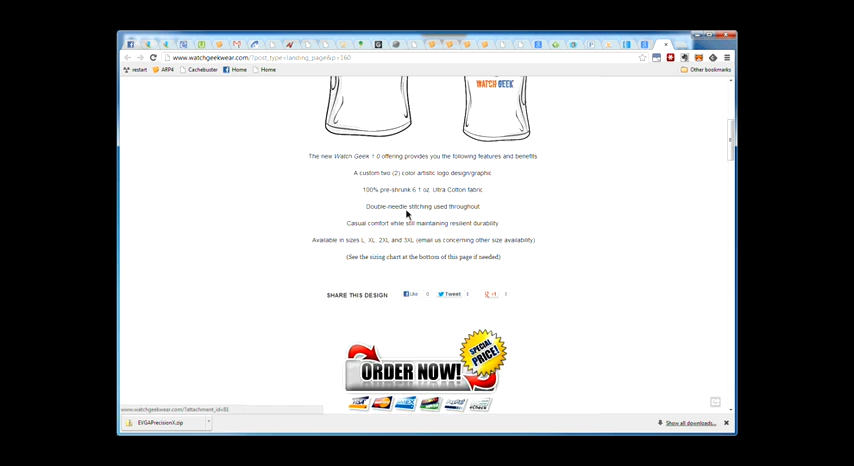 www.watchgeekwear.com/?post_type=landing_page&p=160
restart ARP4 Cachebuster Home Home Other bookmarks
WATCH GEEK
The new Watch Geek 1.0 offering provides you the following features and benefits
A custom two (2) color artistic logo design/graphic
100% pre-shrunk 6.1 oz. Ultra Cotton fabric
Double-needle stitching used throughout
Casual comfort while still maintaining resilient durability
Available in sizes L, XL, 2XL and 3XL (email us concerning other size availability)
(See the sizing chart at the bottom of this page if needed)
SHARE THIS DESIGN Like 0 Tweet 0 +1
SPECIAL
PRICE!
ORDER NOW!
VISA eCheck
www.watchgeekwear.com/?attachment_id=81
EVGAPrecisionX.zip Show all downloads...